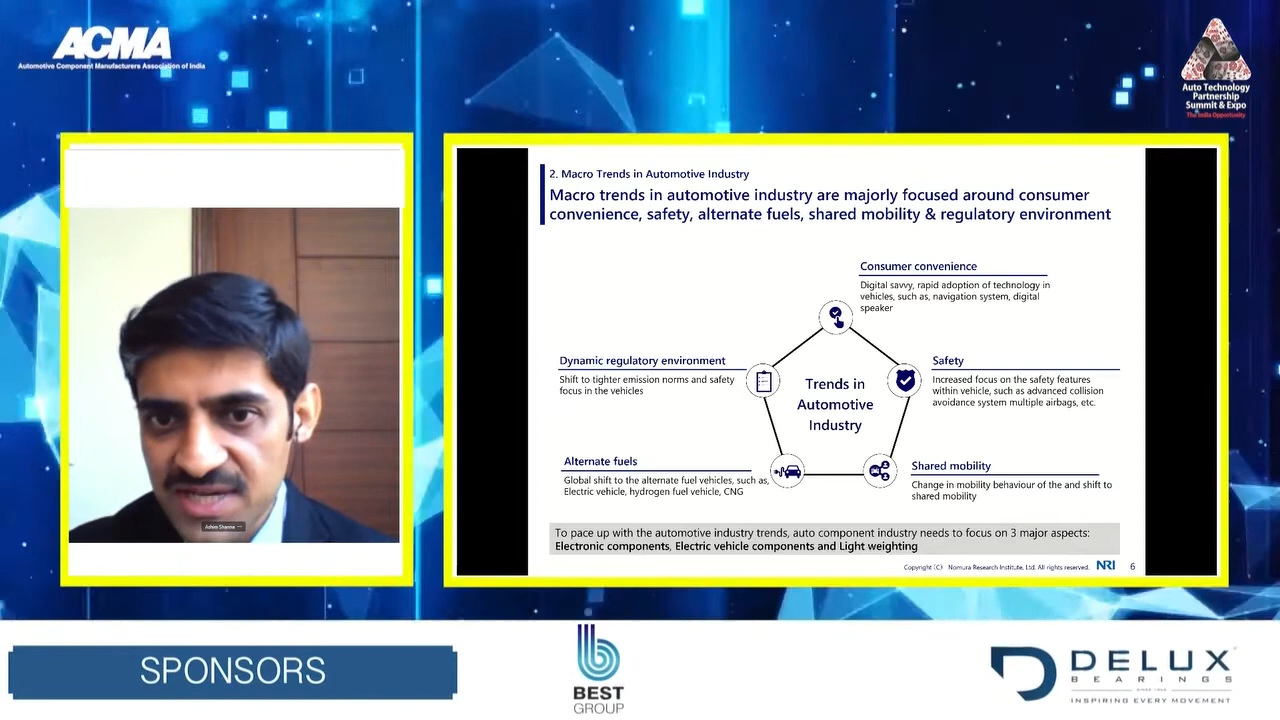 ACMA
Automotive Component Manufacturers Association of India
Auto Technology
Partnership
Summit & Expo
The India Opportunity
2. Macro Trends in Automotive Industry
Macro trends in automotive industry are majorly focused around consumer
convenience, safety, alternate fuels, shared mobility & regulatory environment
Consumer convenience
Digital savvy, rapid adoption of technology in
vehicles, such as, navigation system, digital
speaker
Dynamic regulatory environment
Shift to tighter emission norms and safety
focus in the vehicles
Trends in
Automotive
Industry
Safety
Increased focus on the safety features
within vehicle, such as advanced collision
avoidance system multiple airbags, etc.
Alternate fuels
Global shift to the alternate fuel vehicles, such as,
Electric vehicle, hydrogen fuel vehicle, CNG
Shared mobility
Change in mobility behaviour of the and shift to
shared mobility
To pace up with the automotive industry trends, auto component industry needs to focus on 3 major aspects:
Electronic components, Electric vehicle components and Light weighting
Copyright (C) Nomura Research Institute, Ltd. All rights reserved. NRI 6
Ashim Sharma
SPONSORS
BEST
GROUP
DELUX
BEARINGS
INSPIRING EVERY MOVEMENT